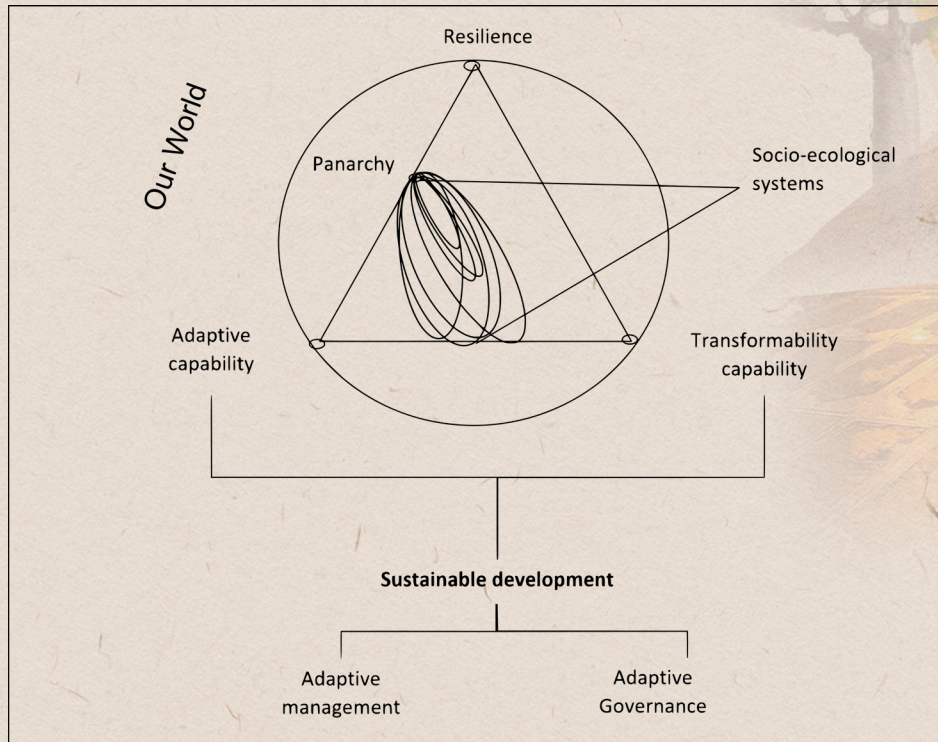 Resilience
Our World
Panarchy
Socio-ecological
systems
Adaptive
capability
Transformability
capability
Sustainable development
Adaptive
management
Adaptive
Governance